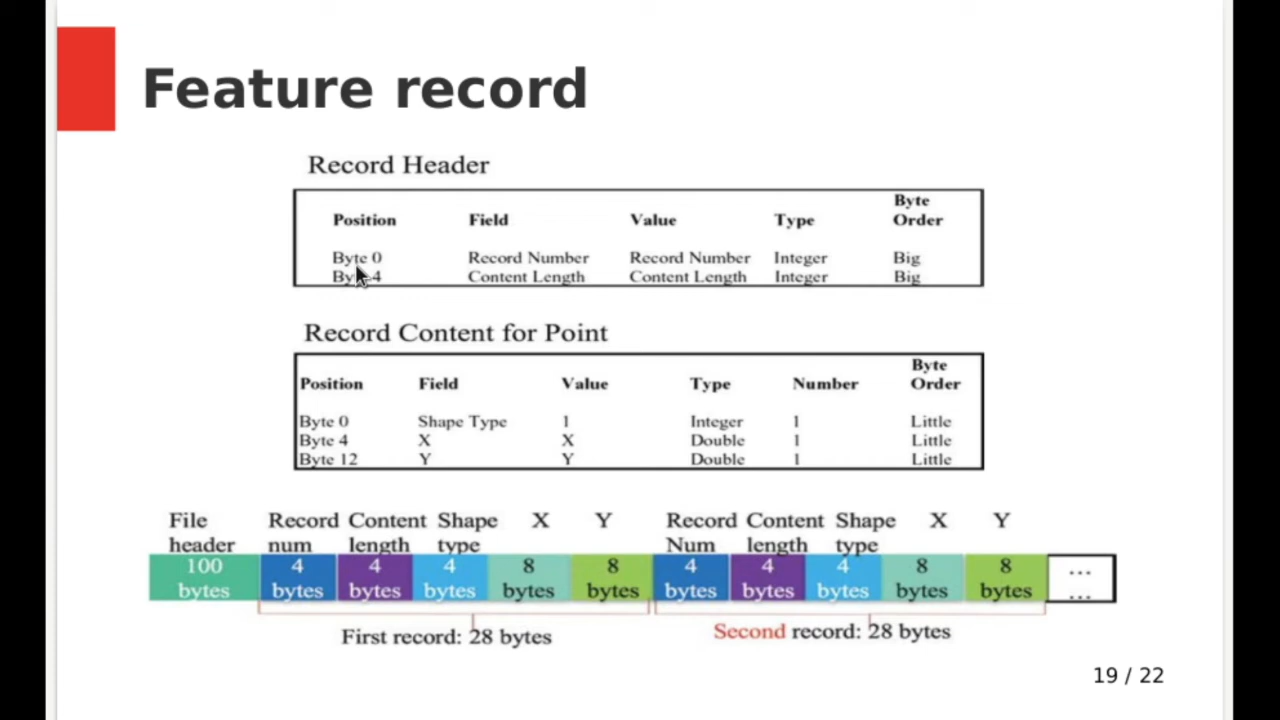 Feature record
Record Header
Position Field Value Type Byte Order
Byte 0 Record Number Record Number Integer Big
Byte 4 Content Length Content Length Integer Big
Record Content for Point
Position Field Value Type Number Byte Order
Byte 0 Shape Type 1 Integer 1 Little
Byte 4 X X Double 1 Little
Byte 12 Y Y Double 1 Little
File header Record num Content length Shape type X Y Record Num Content length Shape type X Y
100 bytes 4 bytes 4 bytes 4 bytes 8 bytes 8 bytes 4 bytes 4 bytes 4 bytes 8 bytes 8 bytes ... ...
First record: 28 bytes
Second record: 28 bytes
19 / 22